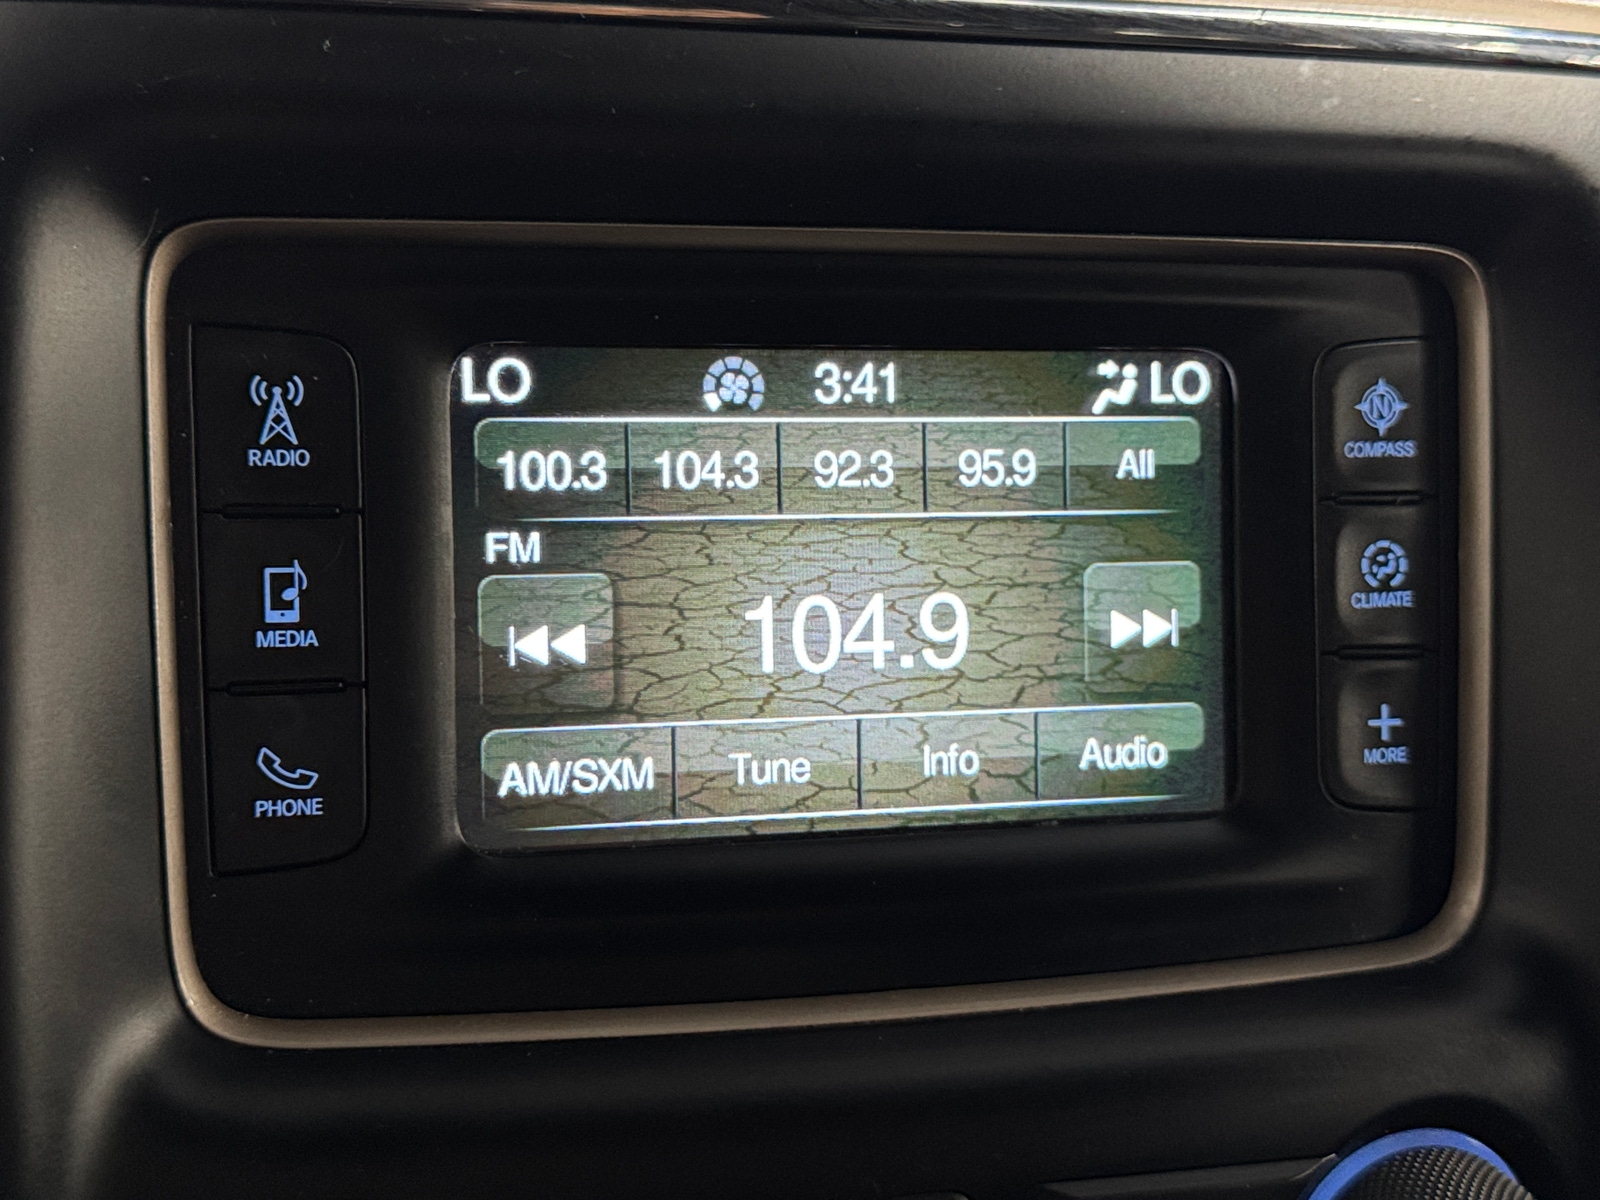 LO 3:41 LO
100.3 104.3 92.3 95.9 All
FM
104.9
AM/SXM Tune Info Audio
RADIO
MEDIA
PHONE
N
COMPASS
CLIMATE
MORE